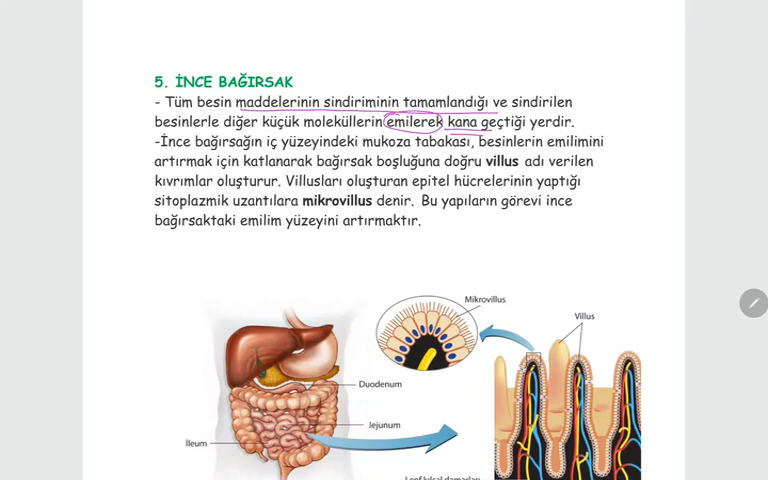 5. İNCE BAĞIRSAK
- Tüm besin maddelerinin sindiriminin tamamlandığı ve sindirilen
besinlerle diğer küçük moleküllerin emilerek kana geçtiği yerdir.
-İnce bağırsağın iç yüzeyindeki mukoza tabakası, besinlerin emilimini
artırmak için katlanarak bağırsak boşluğuna doğru villus adı verilen
kıvrımlar oluşturur. Villusları oluşturan epitel hücrelerinin yaptığı
sitoplazmik uzantılara mikrovillus denir. Bu yapıların görevi ince
bağırsaktaki emilim yüzeyini artırmaktır.
Mikrovillus
Villus
Duodenum
Jejunum
İleum
Lenf kılcal damarları